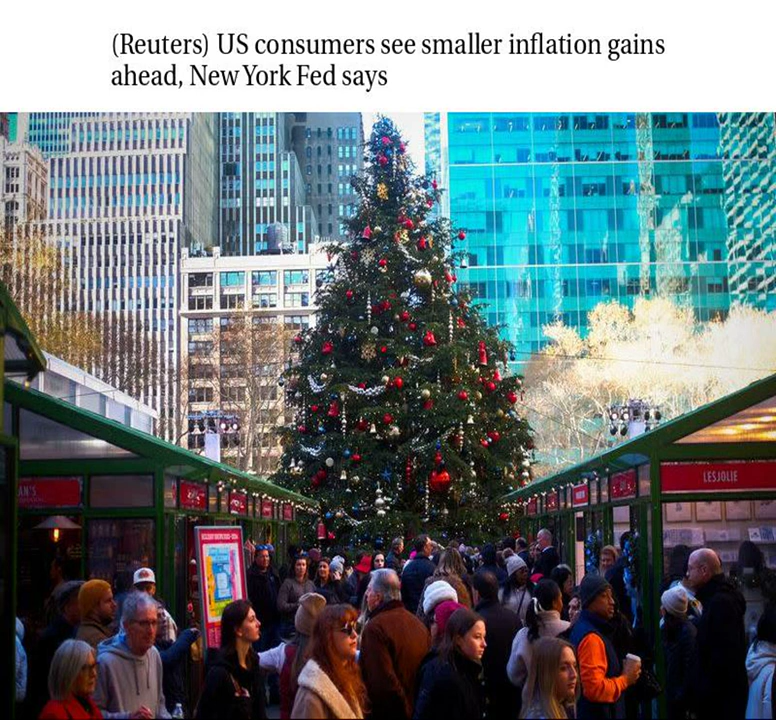 (Reuters) US consumers see smaller inflation gains
ahead, New York Fed says
LESJOLIE